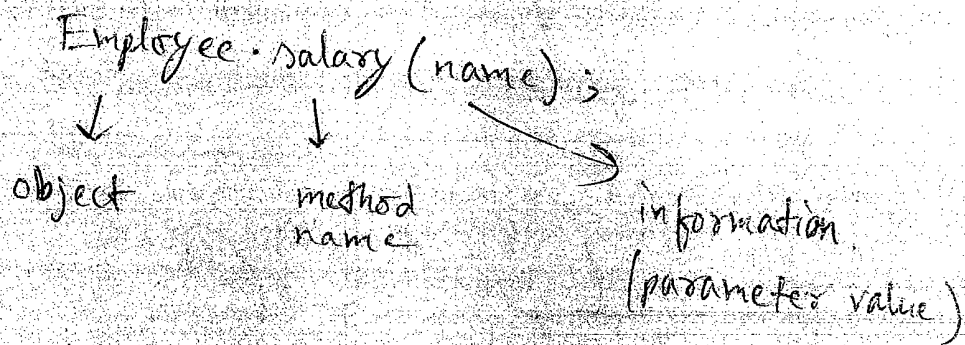 Employee.salary(name);
object
method
name
information
(parameter value)